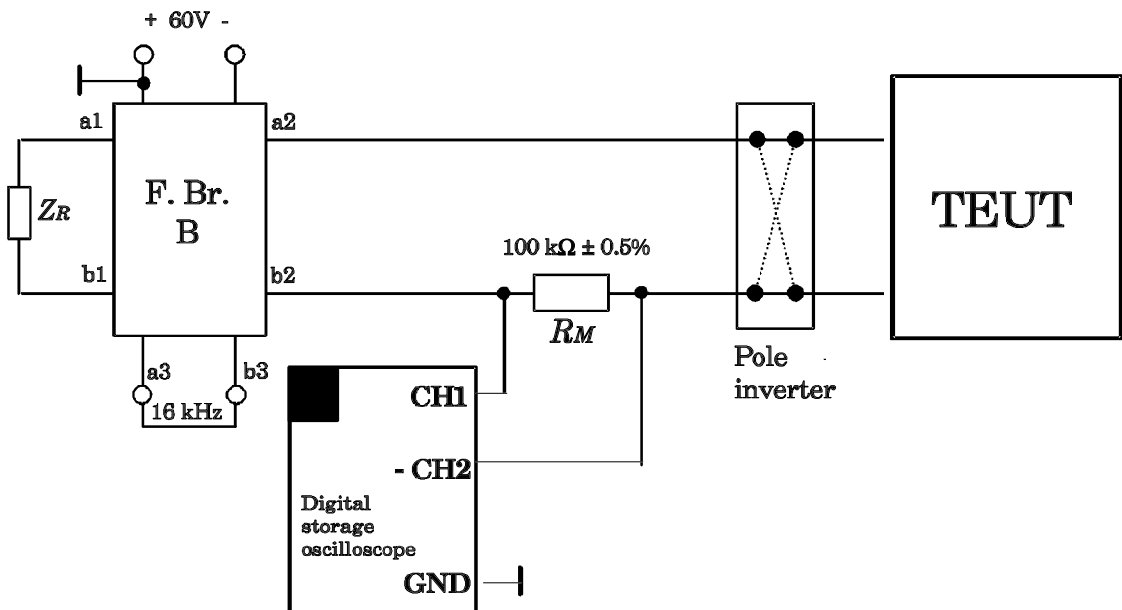 + 60V -
a1
a2
F. Br.
B
ZR
b1
b2
100 kΩ ± 0.5%
RM
TEUT
Pole
inverter
a3
b3
16 kHz
CH1
- CH2
Digital
storage
oscilloscope
GND